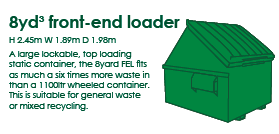 8yd³ front-end loader
H 2.45m W 1.89m D 1.98m
A large lockable, top loading
static container, the 8yard FEL fits
as much a six times more waste in
than a 1100ltr wheeled container.
This is suitable for general waste
or mixed recycling.